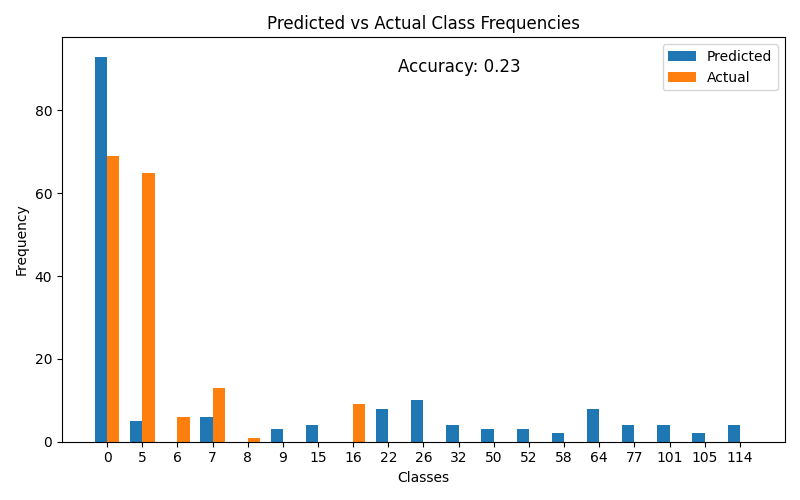 Predicted vs Actual Class Frequencies
Accuracy: 0.23
Predicted
Actual
Frequency
80
60
40
20
0
0 5 6 7 8 9 15 16 22 26 32 50 52 58 64 77 101 105 114
Classes